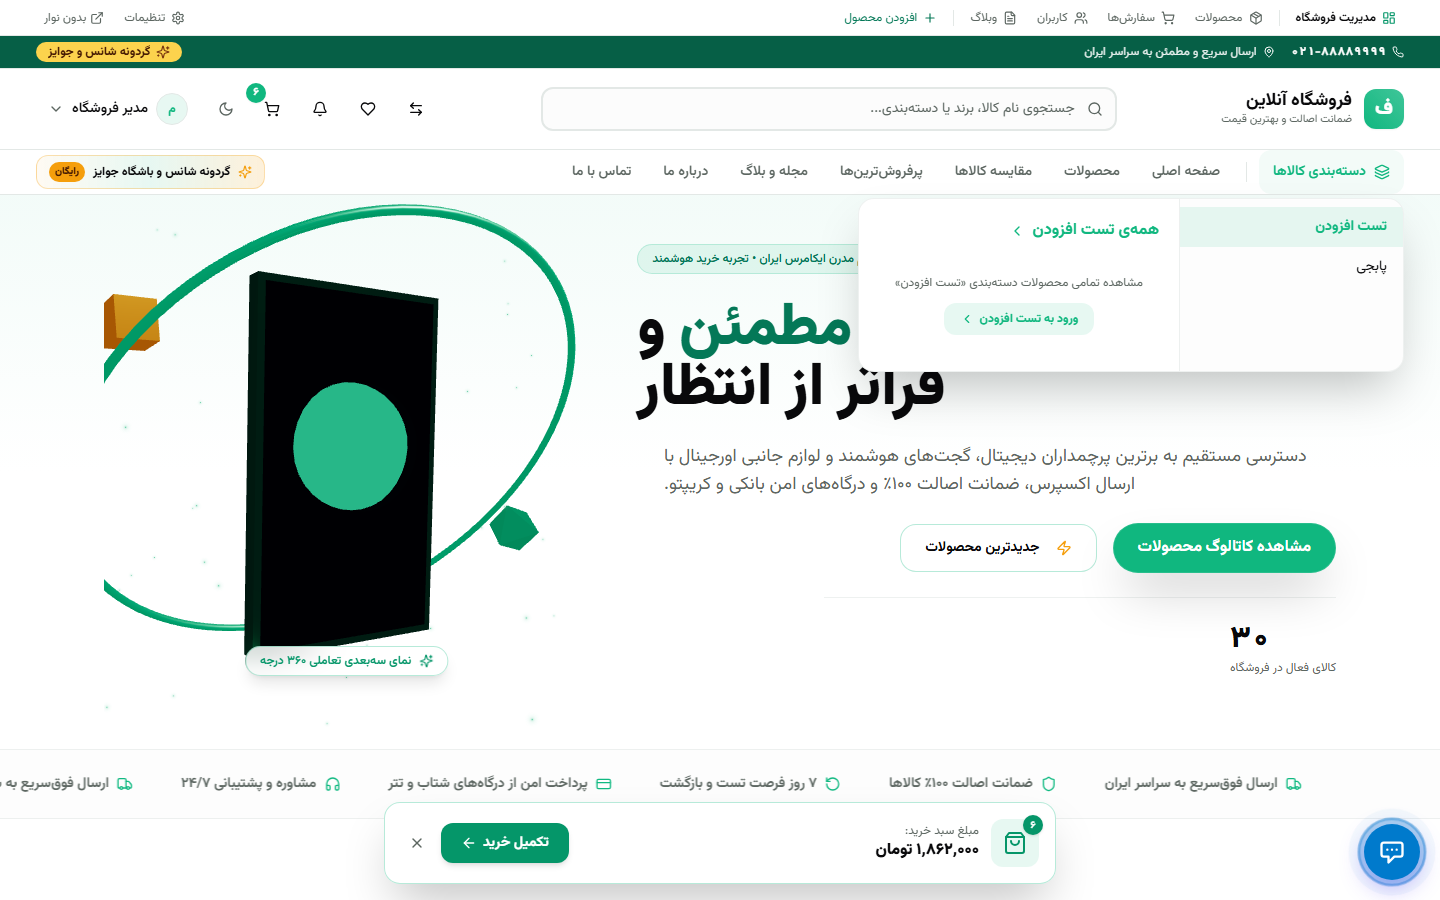 مدیریت فروشگاه
محصولات
سفارش‌ها
کاربران
وبلاگ
افزودن محصول
تنظیمات
بدون نوار
۰۲۱-۸۸۸۸۹۹۹۹
ارسال سریع و مطمئن به سراسر ایران
گردونه شانس و جوایز
ف
فروشگاه آنلاین
ضمانت اصالت و بهترین قیمت
جستجوی نام کالا، برند یا دسته‌بندی...
۶
م
مدیر فروشگاه
دسته‌بندی کالاها
صفحه اصلی
محصولات
مقایسه کالاها
پرفروش‌ترین‌ها
مجله و بلاگ
درباره ما
تماس با ما
گردونه شانس و باشگاه جوایز
رایگان
تست افزودن
پابجی
همه‌ی تست افزودن
مشاهده تمامی محصولات دسته‌بندی «تست افزودن»
ورود به تست افزودن
مدرن ایکامرس ایران • تجربه خرید هوشمند
مطمئن و
فراتر از انتظار
دسترسی مستقیم به برترین پرچمداران دیجیتال، گجت‌های هوشمند و لوازم جانبی اورجینال با
ارسال اکسپرس، ضمانت اصالت ۱۰۰٪ و درگاه‌های امن بانکی و کریپتو.
مشاهده کاتالوگ محصولات
جدیدترین محصولات
۳۰
کالای فعال در فروشگاه
نمای سه‌بعدی تعاملی ۳۶۰ درجه
ارسال فوق‌سریع به سراسر ایران
ضمانت اصالت ۱۰۰٪ کالاها
۷ روز فرصت تست و بازگشت
پرداخت امن از درگاه‌های شتاب و تتر
مشاوره و پشتیبانی ۲۴/۷
ارسال فوق‌سریع به
۶
مبلغ سبد خرید:
۱,۸۶۲,۰۰۰ تومان
تکمیل خرید